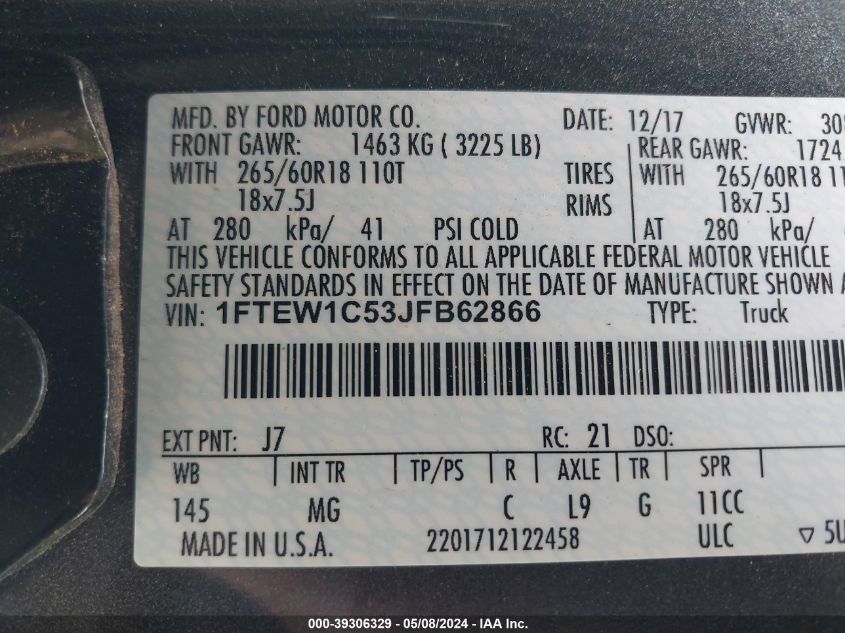 MFD. BY FORD MOTOR CO. DATE: 12/17 GVWR:
FRONT GAWR: 1463 KG ( 3225 LB) REAR GAWR: 1724
WITH 265/60R18 110T TIRES WITH 265/60R18
18x7.5J RIMS 18x7.5J
AT 280 kPa/ 41 PSI COLD AT 280 kPa/
THIS VEHICLE CONFORMS TO ALL APPLICABLE FEDERAL MOTOR VEHICLE
SAFETY STANDARDS IN EFFECT ON THE DATE OF MANUFACTURE SHOWN
VIN: 1FTEW1C53JFB62866 TYPE: Truck
EXT PNT: J7 RC: 21 DSO:
WB INT TR TP/PS R AXLE TR SPR
145 MG C L9 G 11CC
MADE IN U.S.A. 2201712122458 ULC
000-39306329 - 05/08/2024 - IAA Inc.